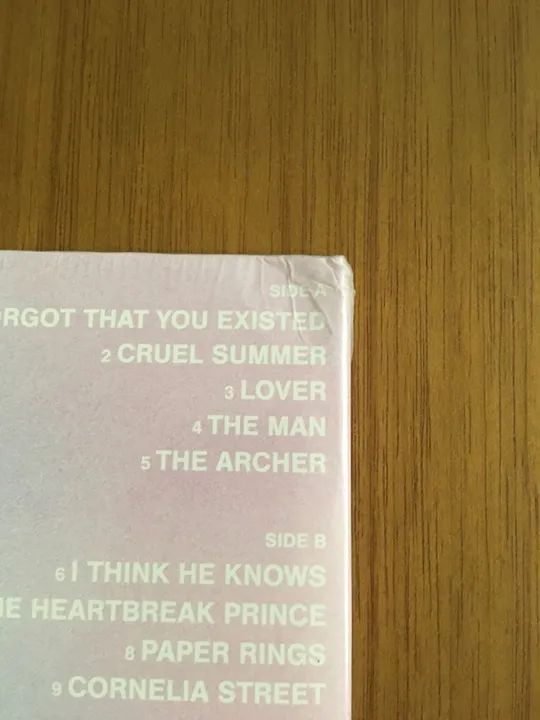 SIDE A
RGOT THAT YOU EXISTED
2 CRUEL SUMMER
3 LOVER
4 THE MAN
5 THE ARCHER
SIDE B
6 I THINK HE KNOWS
E HEARTBREAK PRINCE
8 PAPER RINGS
9 CORNELIA STREET